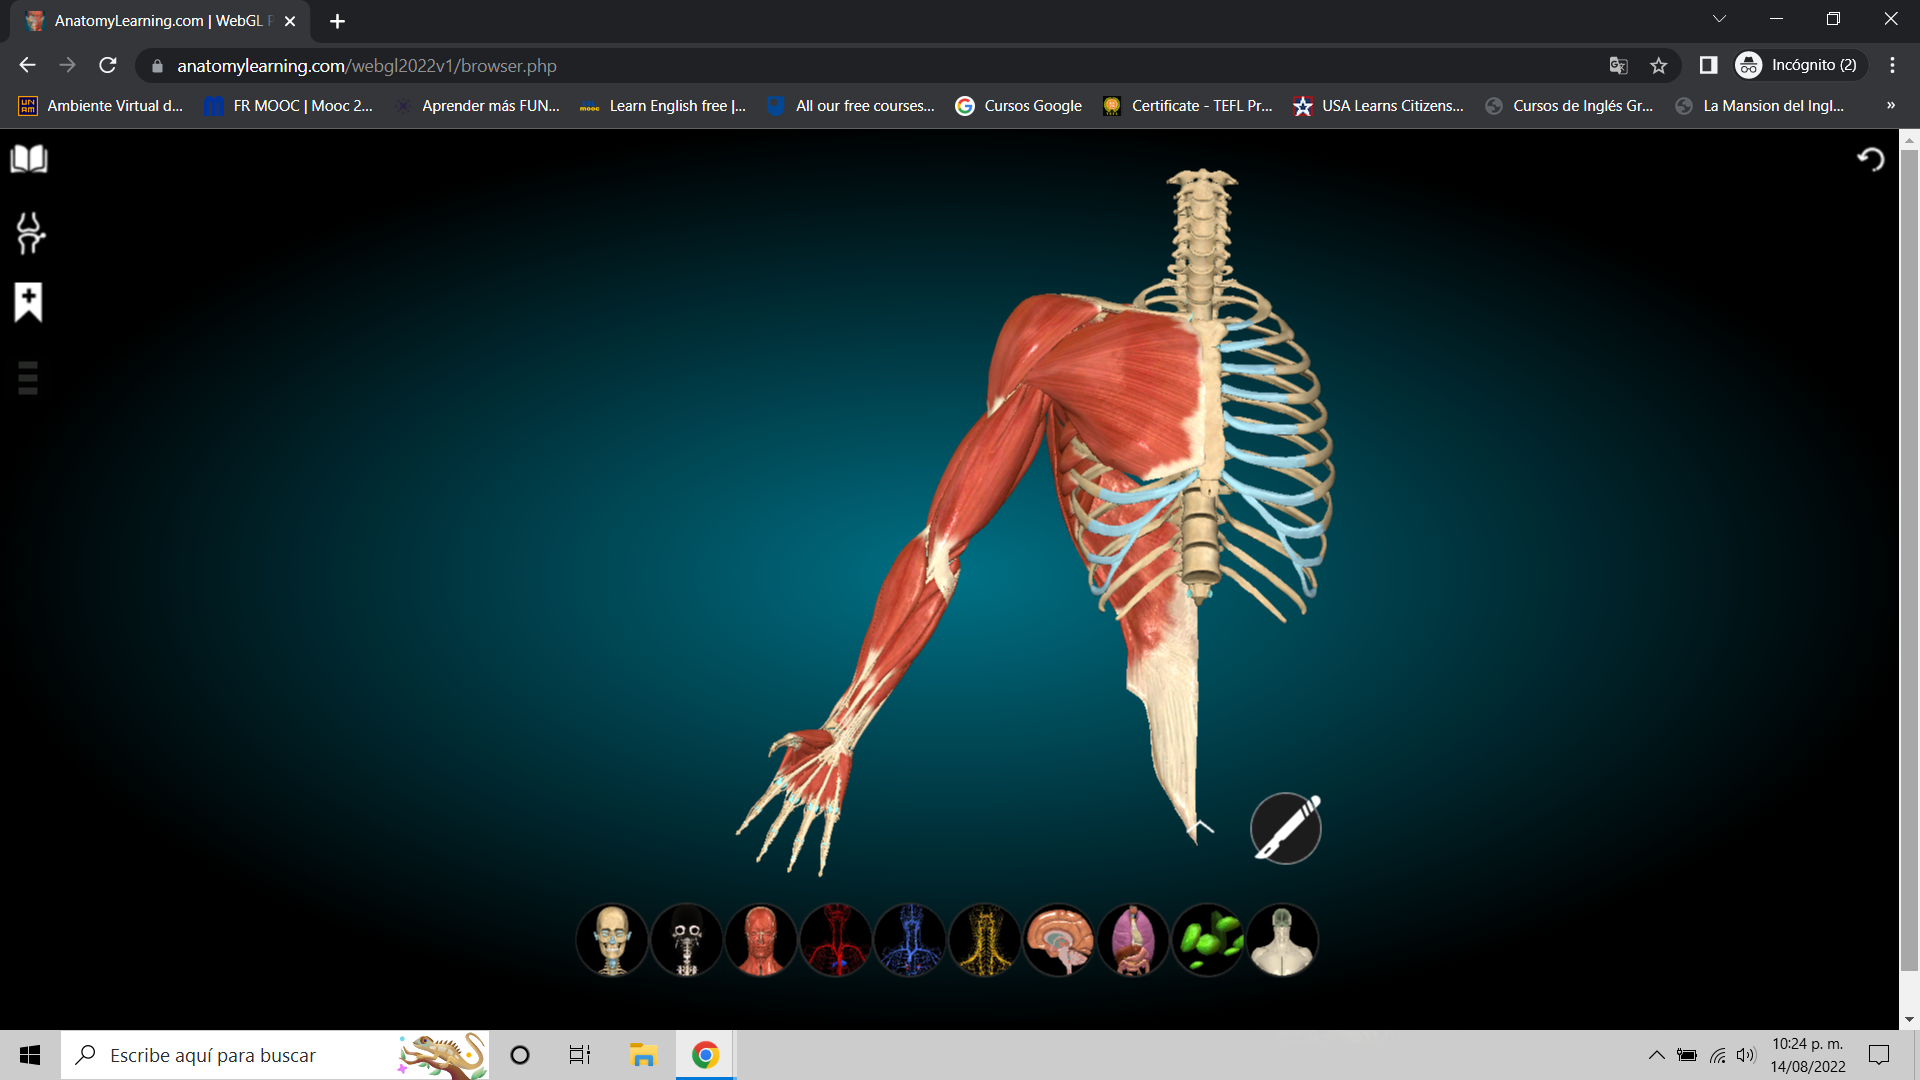 AnatomyLearning.com | WebGL
anatomylearning.com/webgl2022v1/browser.php
Incógnito (2)
UNAM
Ambiente Virtual d...
FR MOOC | Mooc 2...
Aprender más FUN...
mooc
Learn English free |...
All our free courses...
Cursos Google
Certificate - TEFL Pr...
USA Learns Citizens...
Cursos de Inglés Gr...
La Mansion del Ingl...
»
Escribe aquí para buscar
10:24 p. m.
14/08/2022